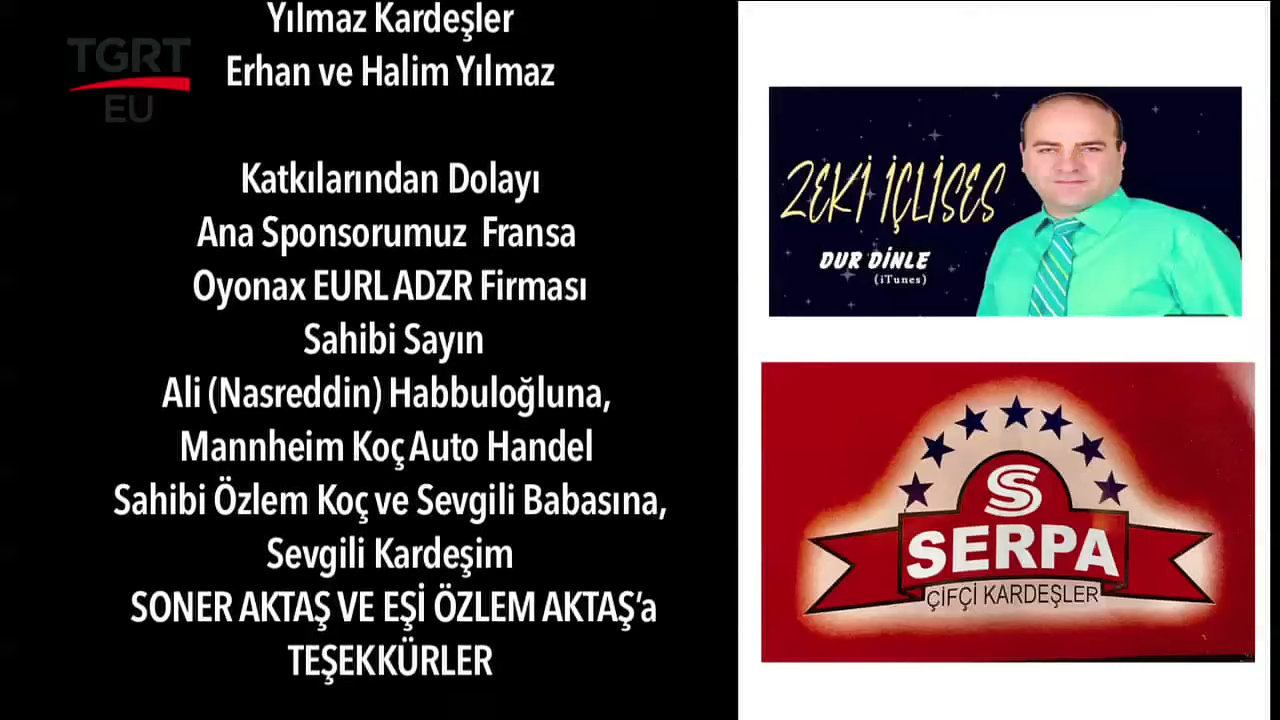 TGRT
EU
Yılmaz Kardeşler
Erhan ve Halim Yılmaz
Katkılarından Dolayı
Ana Sponsorumuz Fransa
Oyonax EURL ADZR Firması
Sahibi Sayın
Ali (Nasreddin) Habbuloğluna,
Mannheim Koç Auto Handel
Sahibi Özlem Koç ve Sevgili Babasına,
Sevgili Kardeşim
SONER AKTAŞ VE EŞİ ÖZLEM AKTAŞ’a
TEŞEKKÜRLER
ZEKİ İÇLİSES
DUR DİNLE
(iTunes)
S
SERPA
ÇİFÇİ KARDEŞLER